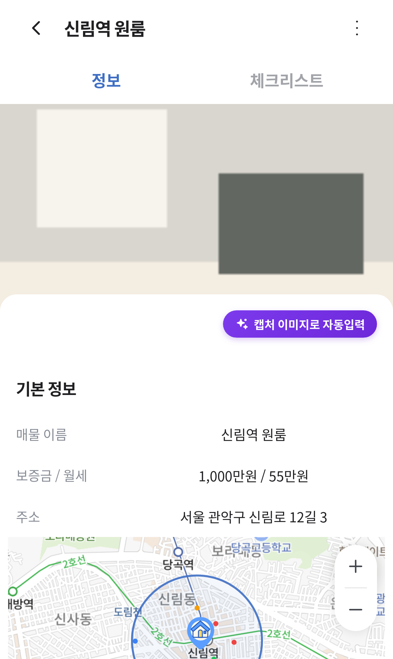 신림역 원룸
정보 체크리스트
캡처 이미지로 자동입력
기본 정보
매물 이름 신림역 원룸
보증금 / 월세 1,000만원 / 55만원
주소 서울 관악구 신림로 12길 3
2호선
당곡역
보라매동
당곡고등학교
대방역
신사동
도림천
신림동
2호선
2호선
신림역